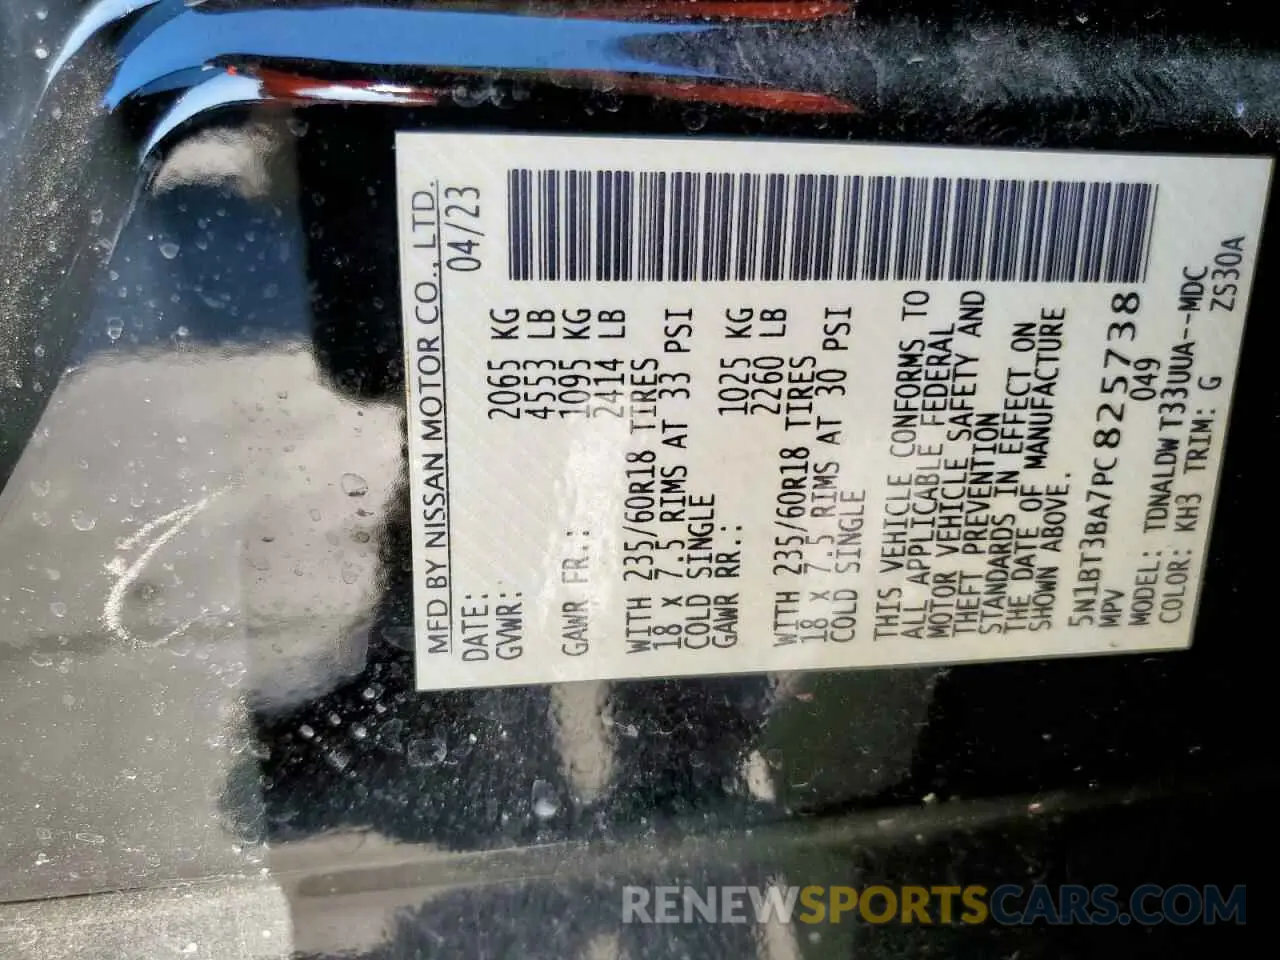 MFD BY NISSAN MOTOR CO., LTD.
DATE: 04/23
GVWR: 2065 KG
4553 LB
GAWR FR.: 1095 KG
2414 LB
WITH 235/60R18 TIRES
18 X 7.5 RIMS AT 33 PSI
COLD SINGLE
GAWR RR.: 1025 KG
2260 LB
WITH 235/60R18 TIRES
18 X 7.5 RIMS AT 30 PSI
COLD SINGLE
THIS VEHICLE CONFORMS TO
ALL APPLICABLE FEDERAL
MOTOR VEHICLE SAFETY AND
THEFT PREVENTION
STANDARDS IN EFFECT ON
THE DATE OF MANUFACTURE
SHOWN ABOVE.
5N1BT3BA7PC825738
MPV 049
MODEL: TDNALDWT33UUA--MDC
COLOR: KH3 TRIM: G ZS30A
RENEWSPORTSCARS.COM